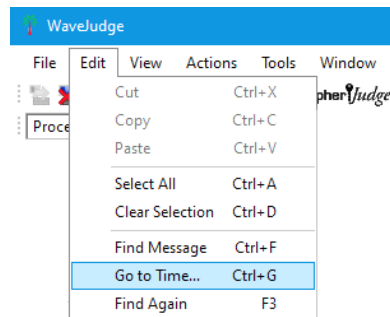 WaveJudge
File Edit View Actions Tools Window
pherJudge
Proce
Cut Ctrl+X
Copy Ctrl+C
Paste Ctrl+V
Select All Ctrl+A
Clear Selection Ctrl+D
Find Message Ctrl+F
Go to Time... Ctrl+G
Find Again F3